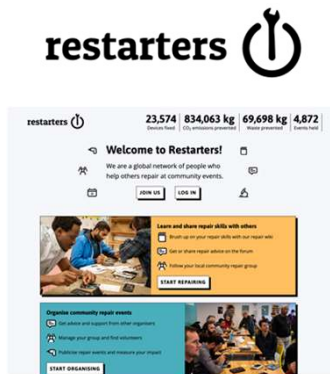 restarters
restarters
23,574 834,063 kg 69,698 kg 4,872
Devices fixed CO₂ emissions prevented Waste prevented Events held
Welcome to Restarters!
We are a global network of people who
help others repair at community events.
JOIN US LOG IN
Learn and share repair skills with others
Brush up on your repair skills with our repair wiki
Get or share repair advice on the forum
Follow your local community repair group
START REPAIRING
Organise community repair events
Get advice and support from other organisers
Manage your group and find volunteers
Publicise repair events and measure your impact
START ORGANISING